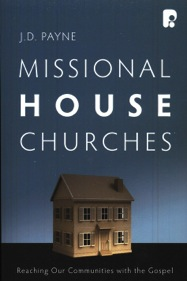 J.D. PAYNE
MISSIONAL
HOUSE
CHURCHES
Reaching Our Communities with the Gospel